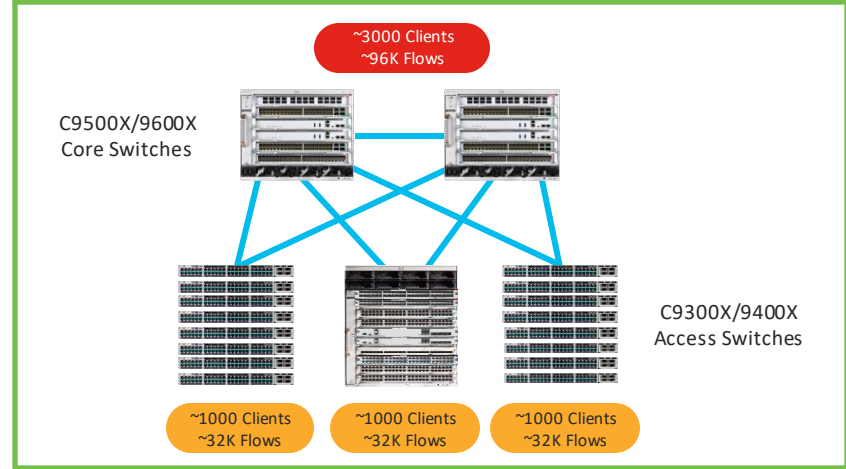 ~3000 Clients
~96K Flows
C9500X/9600X
Core Switches
C9300X/9400X
Access Switches
~1000 Clients
~32K Flows
~1000 Clients
~32K Flows
~1000 Clients
~32K Flows